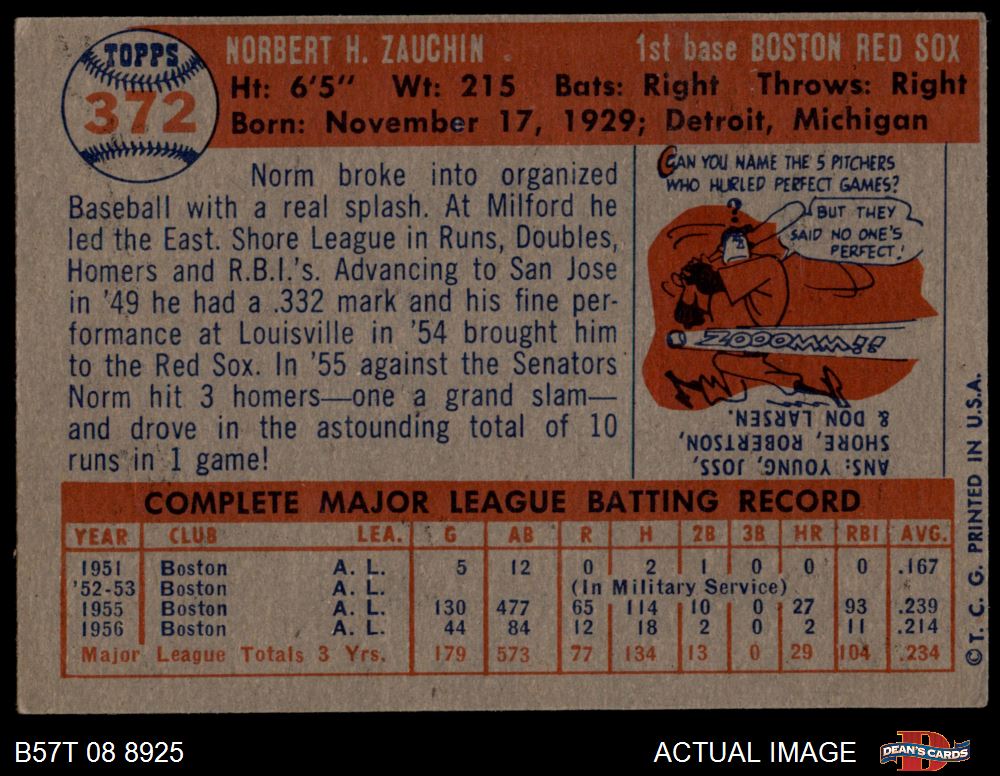 TOPPS
372
NORBERT H. ZAUCHIN 1st base BOSTON RED SOX
Ht: 6'5" Wt: 215 Bats: Right Throws: Right
Born: November 17, 1929; Detroit, Michigan
Norm broke into organized
Baseball with a real splash. At Milford he
led the East. Shore League in Runs, Doubles,
Homers and R.B.I.'s. Advancing to San Jose
in '49 he had a .332 mark and his fine per-
formance at Louisville in '54 brought him
to the Red Sox. In '55 against the Senators
Norm hit 3 homers—one a grand slam—
and drove in the astounding total of 10
runs in 1 game!
CAN YOU NAME THE 5 PITCHERS
WHO HURLED PERFECT GAMES?
?
BUT THEY
SAID NO ONE'S
PERFECT!
ZOOOMM!!
ANS: YOUNG, JOSS,
SHORE, ROBERTSON,
& DON LARSEN.
COMPLETE MAJOR LEAGUE BATTING RECORD
YEAR CLUB LEA. G AB R H 2B 3B HR RBI AVG.
1951 Boston A. L. 5 12 0 2 1 0 0 0 .167
'52-53 Boston A. L. (In Military Service)
1955 Boston A. L. 130 477 65 114 10 0 27 93 .239
1956 Boston A. L. 44 84 12 18 2 0 2 11 .214
Major League Totals 3 Yrs. 179 573 77 134 13 0 29 104 .234
© T. C. G. PRINTED IN U.S.A.
B57T 08 8925 ACTUAL IMAGE
D
DEAN'S CARDS